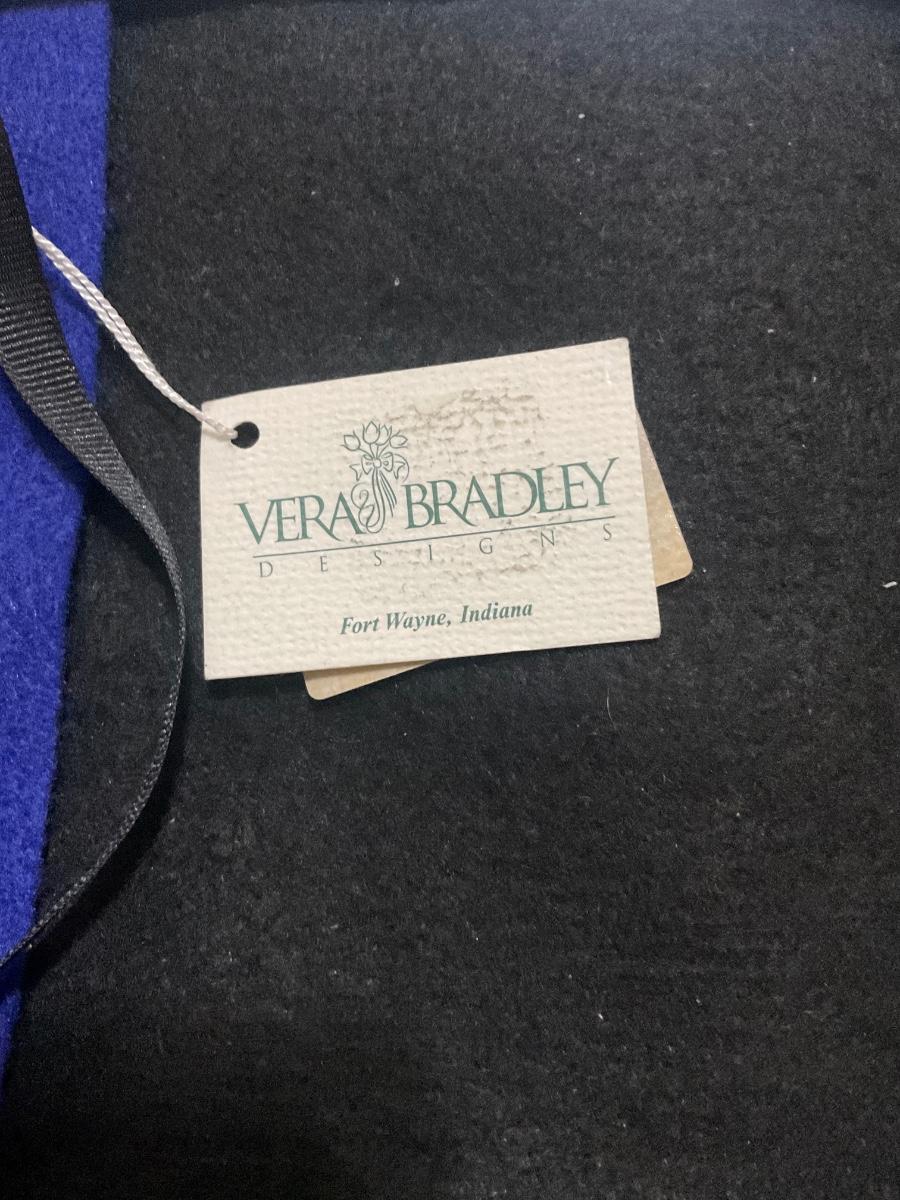 VERA BRADLEY
DESIGNS
Fort Wayne, Indiana